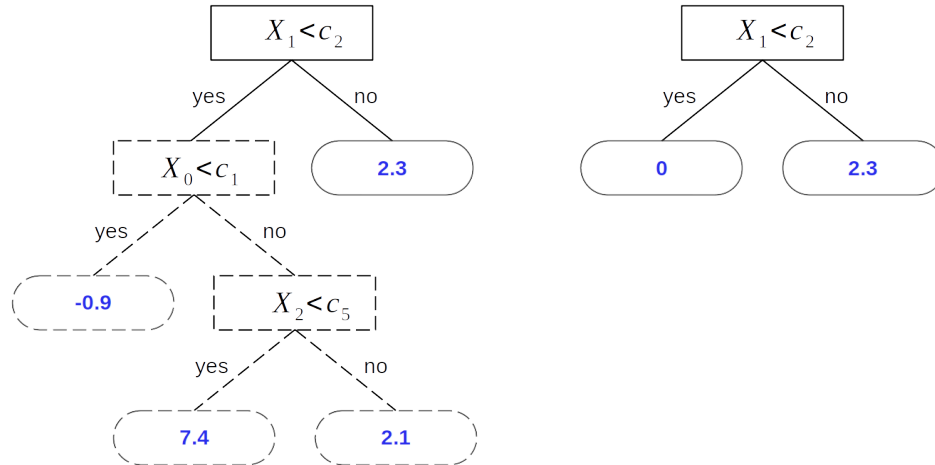 X₁<c₂
yes
no
X₀<c₁
2.3
yes
no
-0.9
X₂<c₅
yes
no
7.4
2.1
X₁<c₂
yes
no
0
2.3